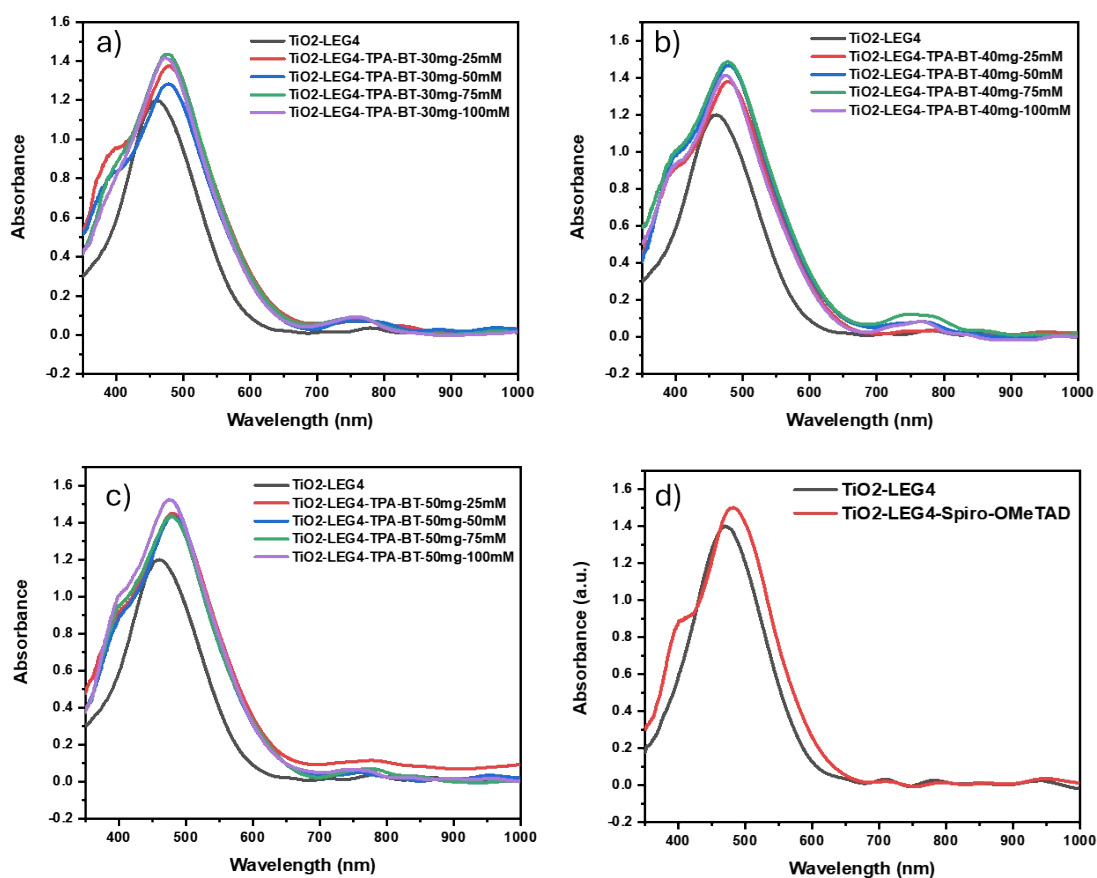 a)
TiO2-LEG4
TiO2-LEG4-TPA-BT-30mg-25mM
TiO2-LEG4-TPA-BT-30mg-50mM
TiO2-LEG4-TPA-BT-30mg-75mM
TiO2-LEG4-TPA-BT-30mg-100mM
Absorbance
1.6
1.4
1.2
1.0
0.8
0.6
0.4
0.2
0.0
-0.2
400
500
600
700
800
900
1000
Wavelength (nm)
b)
TiO2-LEG4
TiO2-LEG4-TPA-BT-40mg-25mM
TiO2-LEG4-TPA-BT-40mg-50mM
TiO2-LEG4-TPA-BT-40mg-75mM
TiO2-LEG4-TPA-BT-40mg-100mM
Absorbance
1.6
1.4
1.2
1.0
0.8
0.6
0.4
0.2
0.0
-0.2
400
500
600
700
800
900
1000
Wavelength (nm)
c)
TiO2-LEG4
TiO2-LEG4-TPA-BT-50mg-25mM
TiO2-LEG4-TPA-BT-50mg-50mM
TiO2-LEG4-TPA-BT-50mg-75mM
TiO2-LEG4-TPA-BT-50mg-100mM
Absorbance
1.6
1.4
1.2
1.0
0.8
0.6
0.4
0.2
0.0
-0.2
400
500
600
700
800
900
1000
Wavelength (nm)
d)
TiO2-LEG4
TiO2-LEG4-Spiro-OMeTAD
Absorbance (a.u.)
1.6
1.4
1.2
1.0
0.8
0.6
0.4
0.2
0.0
-0.2
400
500
600
700
800
900
1000
Wavelength (nm)